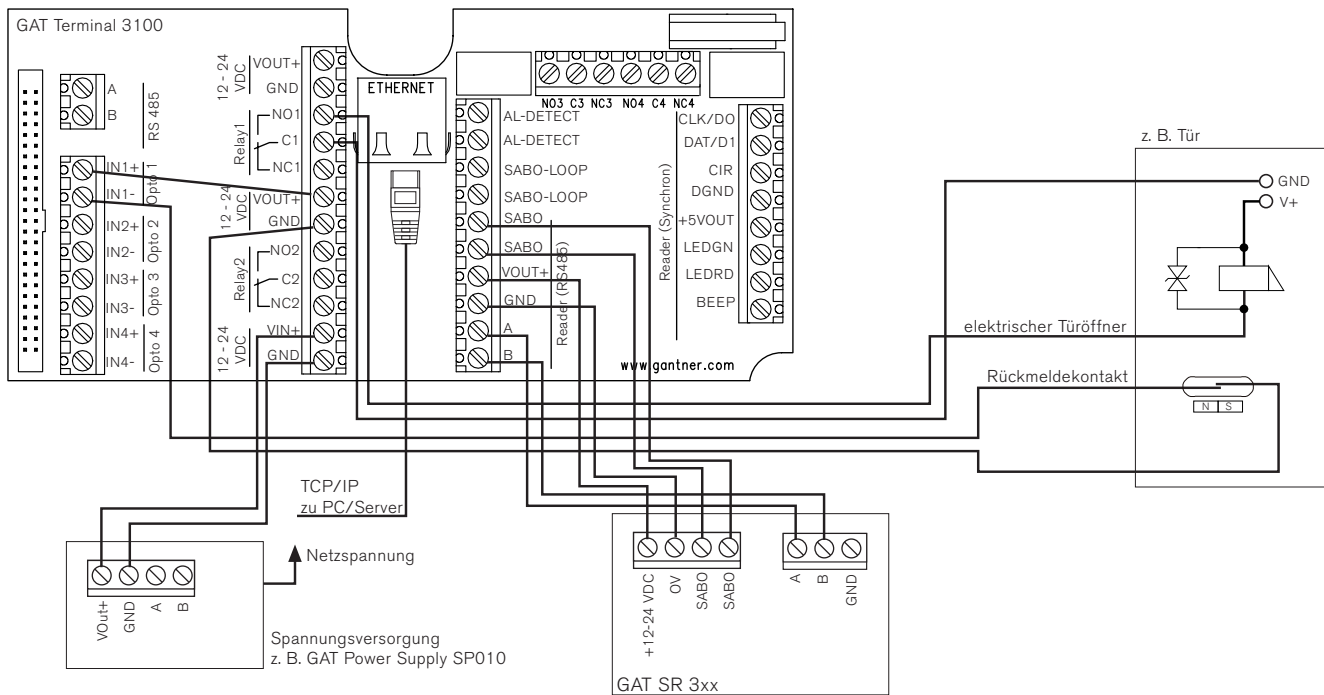 GAT Terminal 3100
A
B
RS 485
IN1+
IN1-
IN2+
IN2-
IN3+
IN3-
IN4+
IN4-
Opto 1
Opto 2
Opto 3
Opto 4
12 - 24
VDC
VOUT+
GND
Relay1
NO1
C1
NC1
12 - 24
VDC
VOUT+
GND
Relay2
NO2
C2
NC2
12 - 24
VDC
VIN+
GND
ETHERNET
NO3 C3 NC3 NO4 C4 NC4
AL-DETECT
AL-DETECT
SABO-LOOP
SABO-LOOP
SABO
SABO
VOUT+
GND
A
B
Reader (RS485)
Reader (Synchron)
CLK/DO
DAT/D1
CIR
DGND
+5VOUT
LEDGN
LEDRD
BEEP
www.gantner.com
z. B. Tür
GND
V+
elektrischer Türöffner
Rückmeldekontakt
N S
TCP/IP
zu PC/Server
Netzspannung
VOut+
GND
A
B
Spannungsversorgung
z. B. GAT Power Supply SP010
+12-24 VDC
0V
SABO
SABO
A
B
GND
GAT SR 3xx